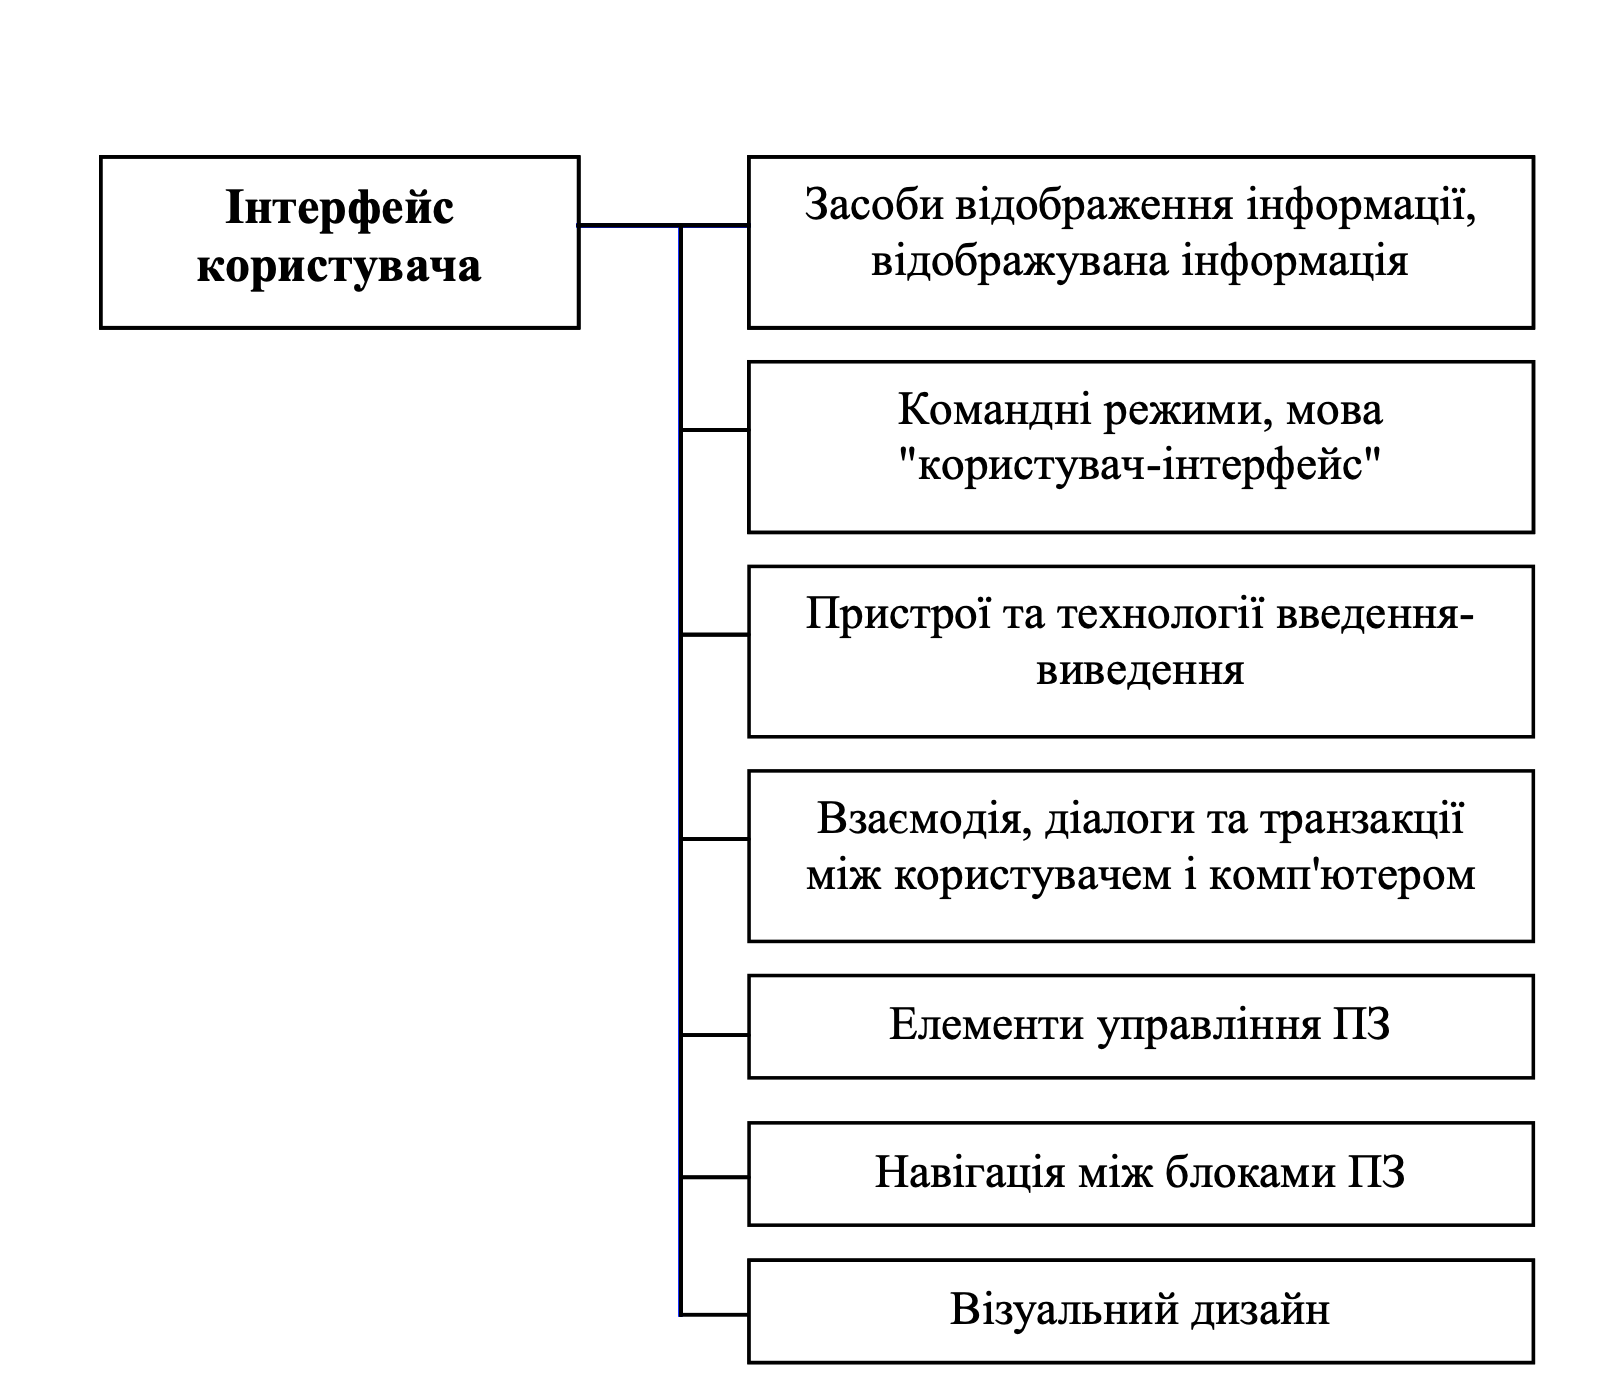 Інтерфейс
користувача
Засоби відображення інформації,
відображувана інформація
Командні режими, мова
"користувач-інтерфейс"
Пристрої та технології введення-
виведення
Взаємодія, діалоги та транзакції
між користувачем і комп'ютером
Елементи управління ПЗ
Навігація між блоками ПЗ
Візуальний дизайн